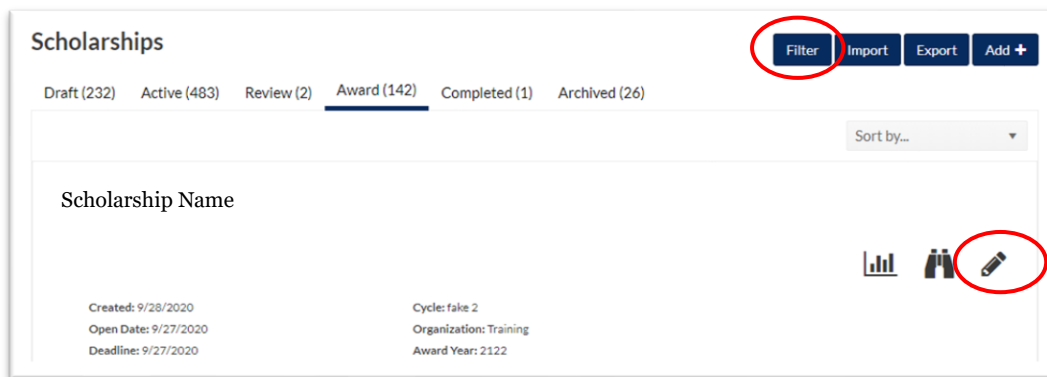 Scholarships
Filter Import Export Add +
Draft (232) Active (483) Review (2) Award (142) Completed (1) Archived (26)
Sort by...
Scholarship Name
Created: 9/28/2020 Cycle: fake 2
Open Date: 9/27/2020 Organization: Training
Deadline: 9/27/2020 Award Year: 2122